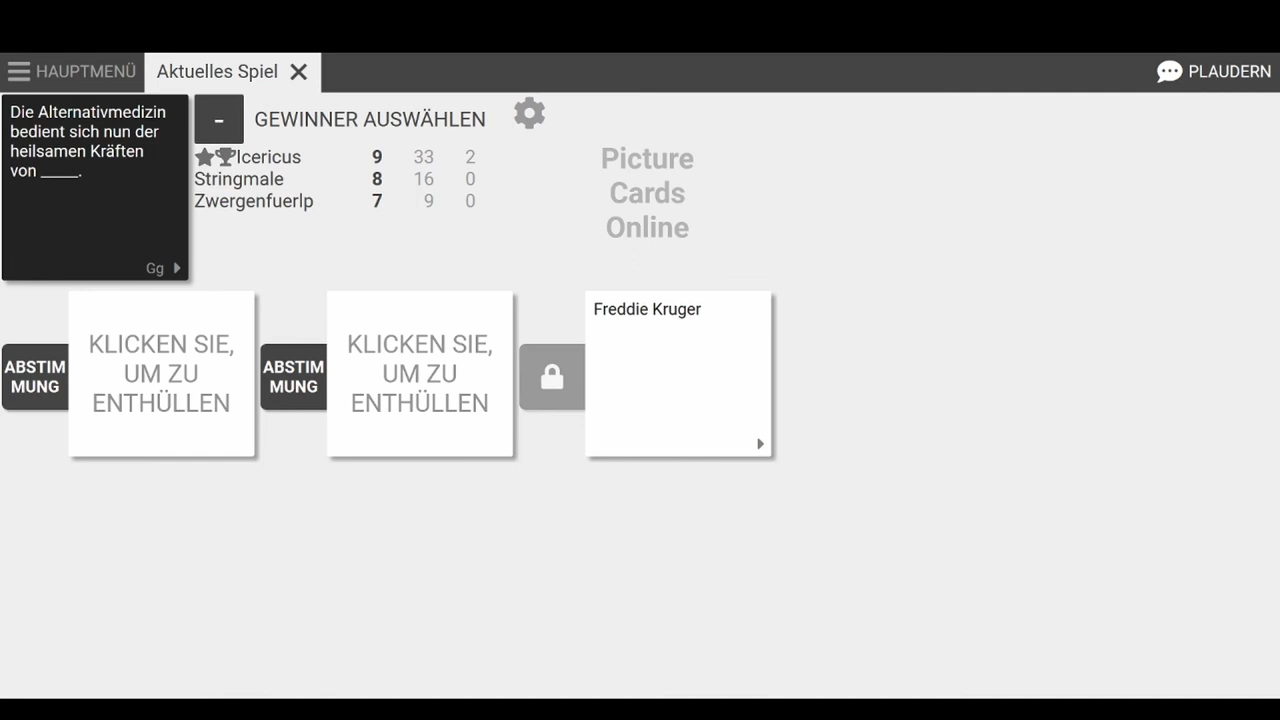 HAUPTMENÜ
Aktuelles Spiel
PLAUDERN
Die Alternativmedizin
bedient sich nun der
heilsamen Kräften
von _____.
Gg
-
GEWINNER AUSWÄHLEN
Icericus 9 33 2
Stringmale 8 16 0
Zwergenfuerlp 7 9 0
Picture
Cards
Online
ABSTIM
MUNG
KLICKEN SIE,
UM ZU
ENTHÜLLEN
ABSTIM
MUNG
KLICKEN SIE,
UM ZU
ENTHÜLLEN
Freddie Kruger